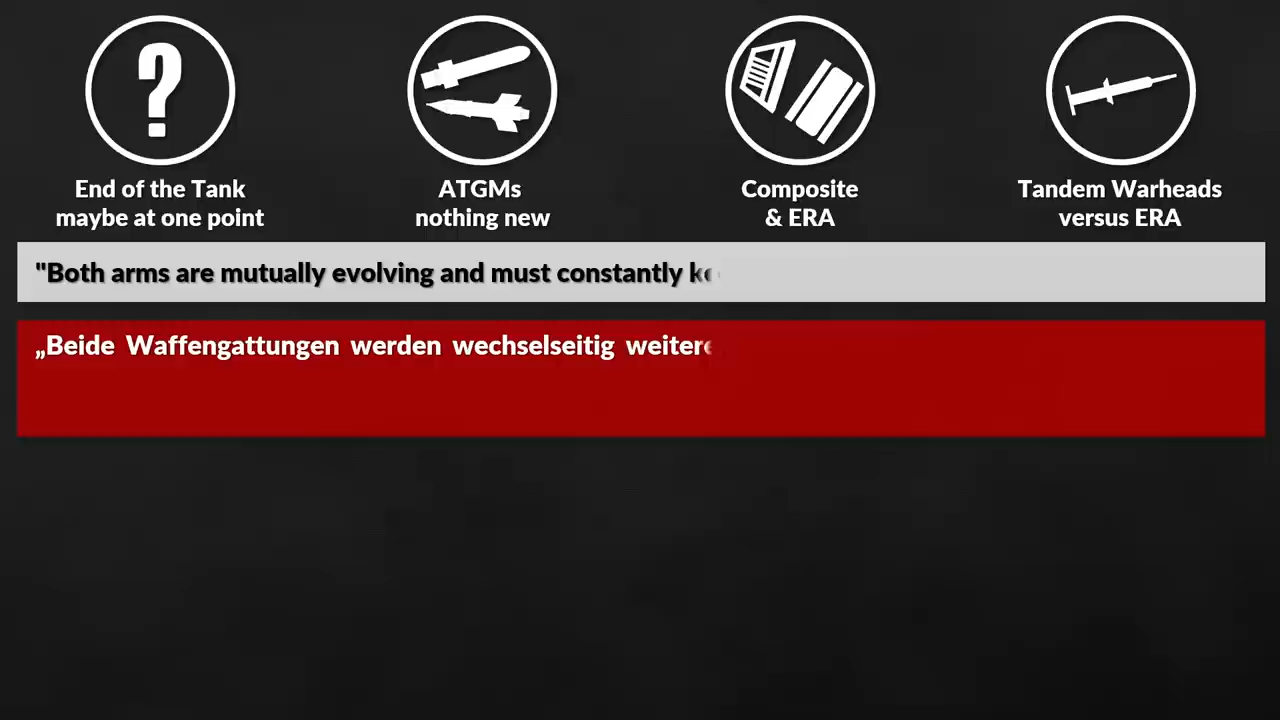 ?
End of the Tank
maybe at one point
ATGMs
nothing new
Composite
& ERA
Tandem Warheads
versus ERA
"Both arms are mutually evolving and must constantly
„Beide Waffengattungen werden wechselseitig